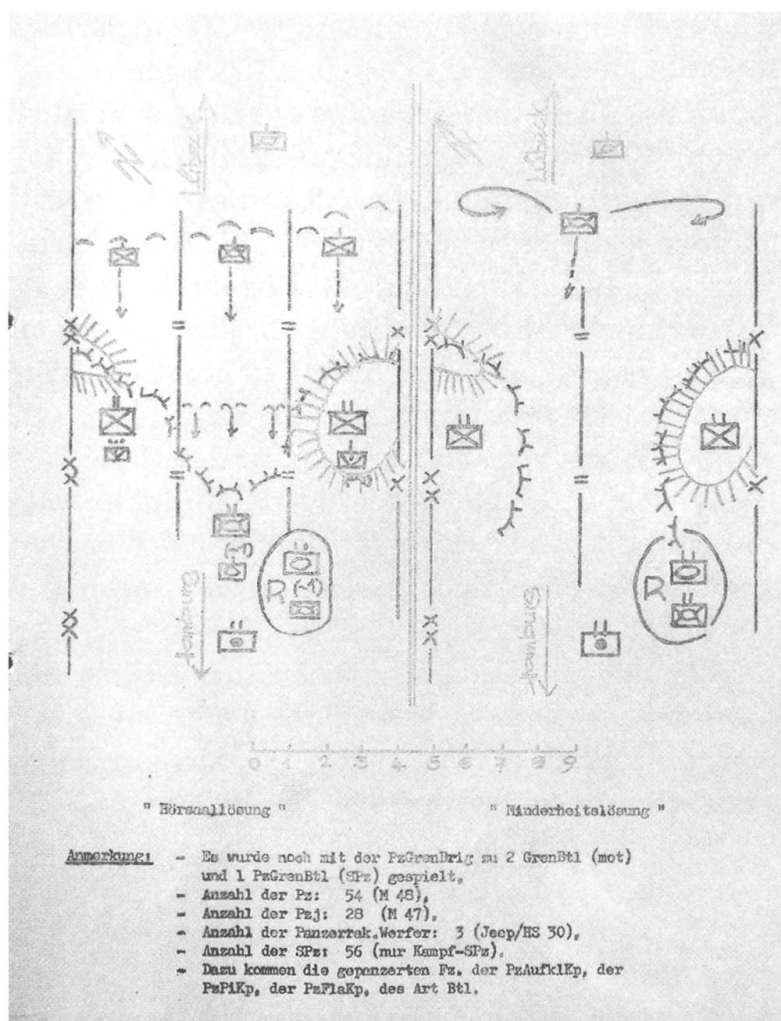 N
Lübeck
N
Lübeck
R
Hamburg
R
Hamburg
0 1 2 3 4 5 6 7 8 9
" Hörsaallösung "
" Minderheitslösung "
Anmerkung:
- Es wurde noch mit der PzGrenBrig zu 2 GrenBtl (mot)
und 1 PzGrenBtl (SPz) gespielt.
- Anzahl der Pz: 54 (M 48),
- Anzahl der PzJ: 28 (M 47),
- Anzahl der Panzerrak.Werfer: 3 (Jeep/HS 30),
- Anzahl der SPz: 56 (nur Kampf-SPz).
- Dazu kommen die gepanzerten Fz. der PzAufklKp, der
PzPiKp, der PzFlaKp, des Art Btl.